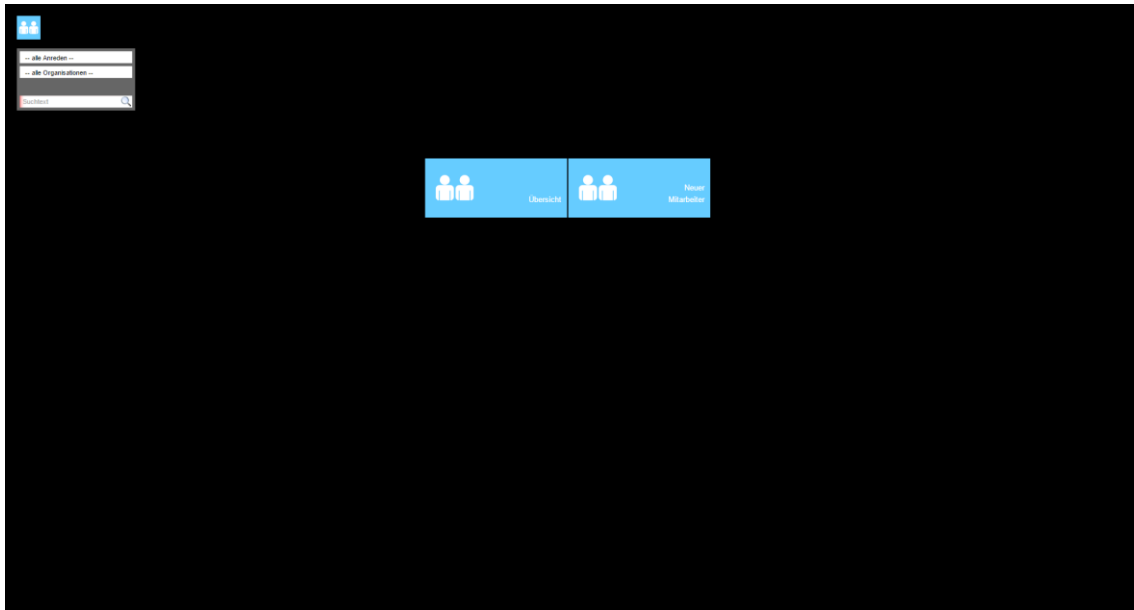 -- alle Anreden --
-- alle Organisationen --
Suchtext
Übersicht
Neuer
Mitarbeiter